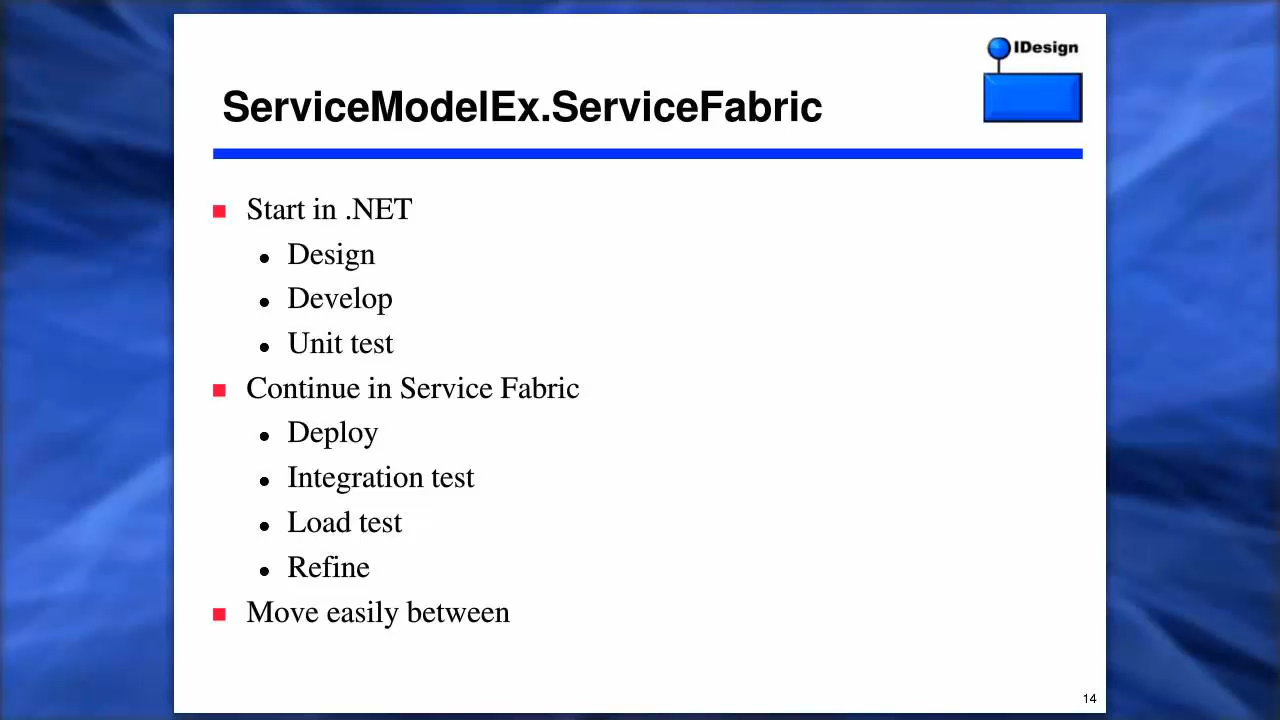 IDesign
ServiceModelEx.ServiceFabric
Start in .NET
Design
Develop
Unit test
Continue in Service Fabric
Deploy
Integration test
Load test
Refine
Move easily between
14